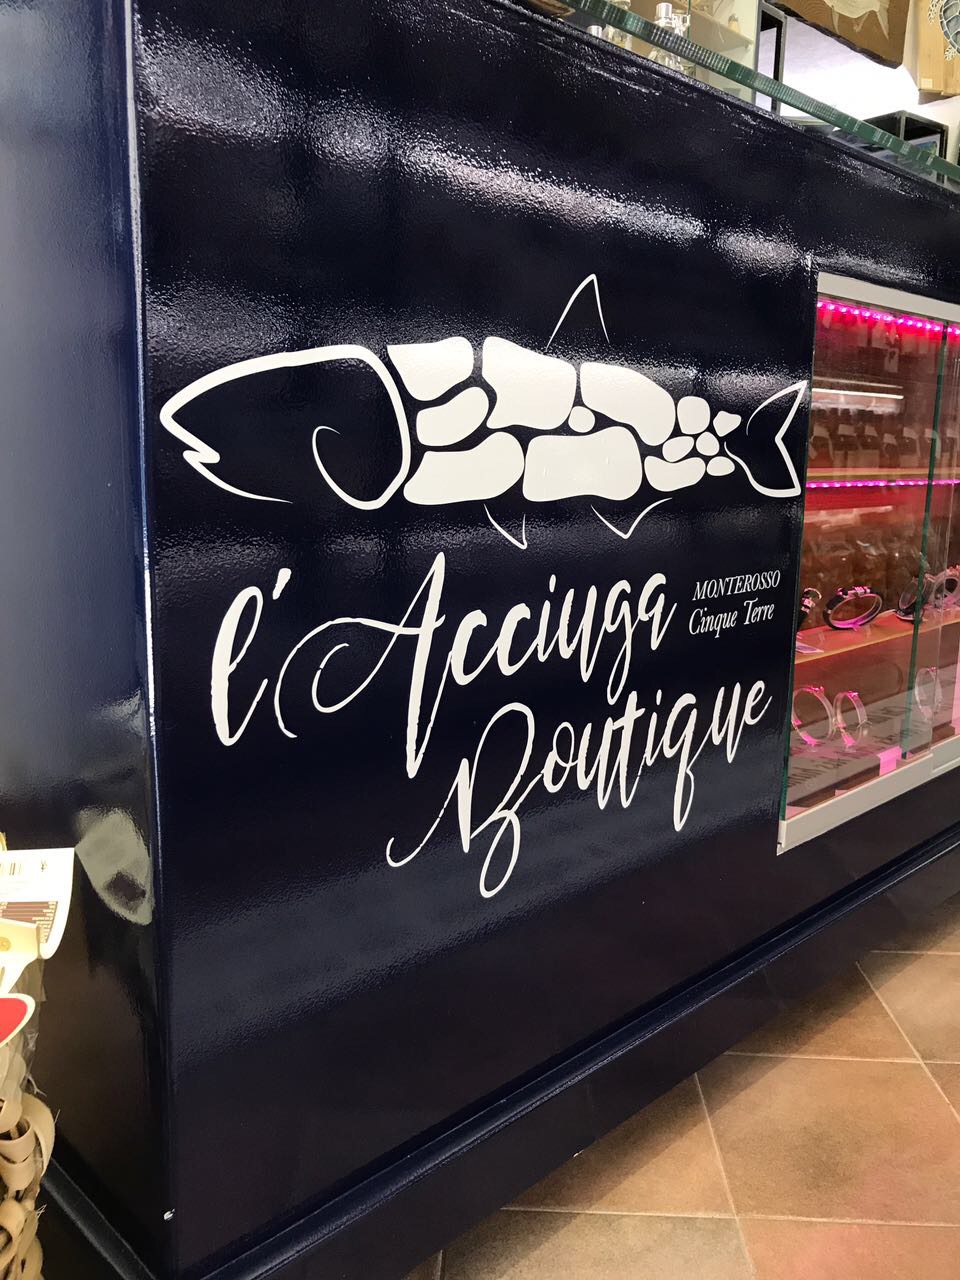 l'Acciuga
MONTEROSSO
Cinque Terre
Boutique